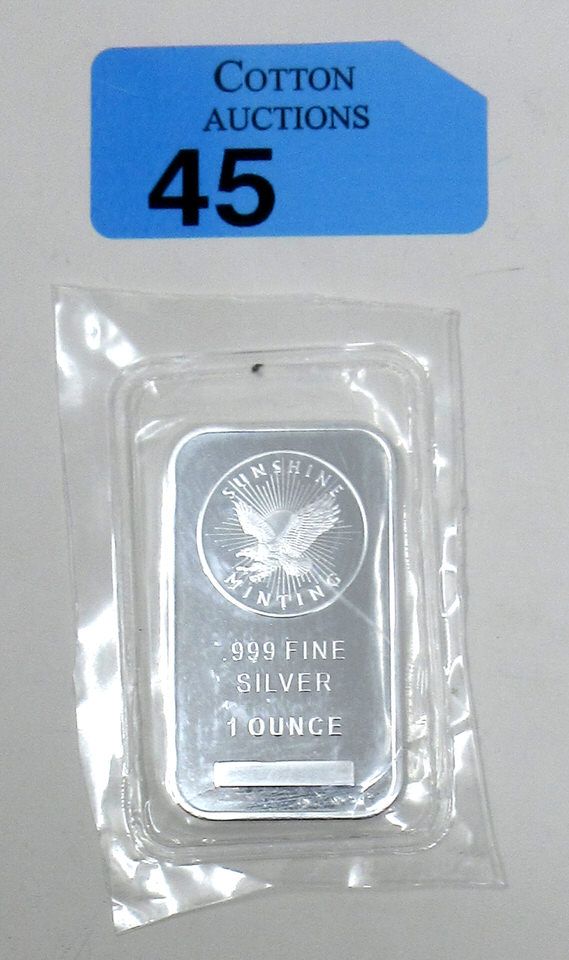 COTTON
AUCTIONS
45
SUNSHINE
MINTING
.999 FINE
SILVER
1 OUNCE